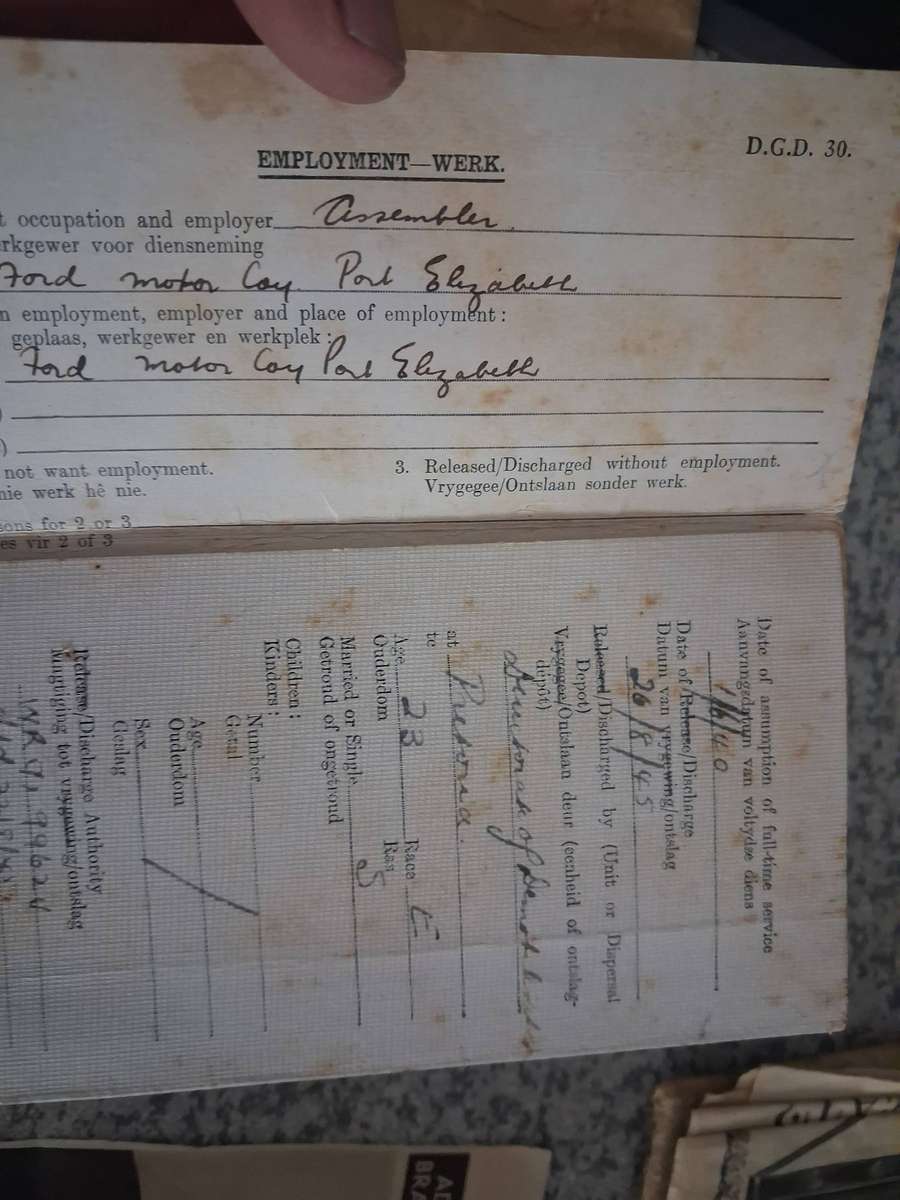 D.G.D. 30.
EMPLOYMENT—WERK.
t occupation and employer Assembler
rkgewer voor diensneming
Ford motor Coy. Port Elizabeth
n employment, employer and place of employment:
geplaas, werkgewer en werkplek:
Ford motor Coy Port Elizabeth
)
)
not want employment.
nie werk hê nie.
3. Released/Discharged without employment.
Vrygegee/Ontslaan sonder werk.
sons for 2 or 3
es vir 2 of 3
Date of assumption of full-time service
Aanvangsdatum van voltydse diens
/40
Date of Release/Discharge
Datum van vrygewing/ontslag
26/8/45
Released/Discharged by (Unit or Dispersal
Depot)
Vrygegee/Ontslaan deur (eenheid of ontslag-
dépôt)
of
at Pretoria.
te
Age 23 Race E
Ouderdom Ras
Married or Single S
Getroud of ongetroud
Children: Number
Kinders: Getal
Age
Ouderdom
Sex
Geslag
Release/Discharge Authority
Magtiging tot vrygewing/ontslag